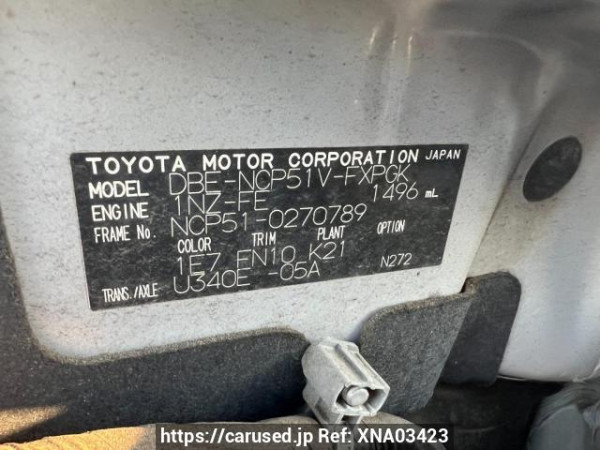 TOYOTA MOTOR CORPORATION JAPAN
MODEL DBE-NCP51V-FXPGK
ENGINE 1NZ-FE 1496 mL
FRAME No. NCP51-0270789
COLOR TRIM PLANT OPTION
1E7 FN10 K21
TRANS./AXLE U340E -05A N272
https://carused.jp Ref: XNA03423